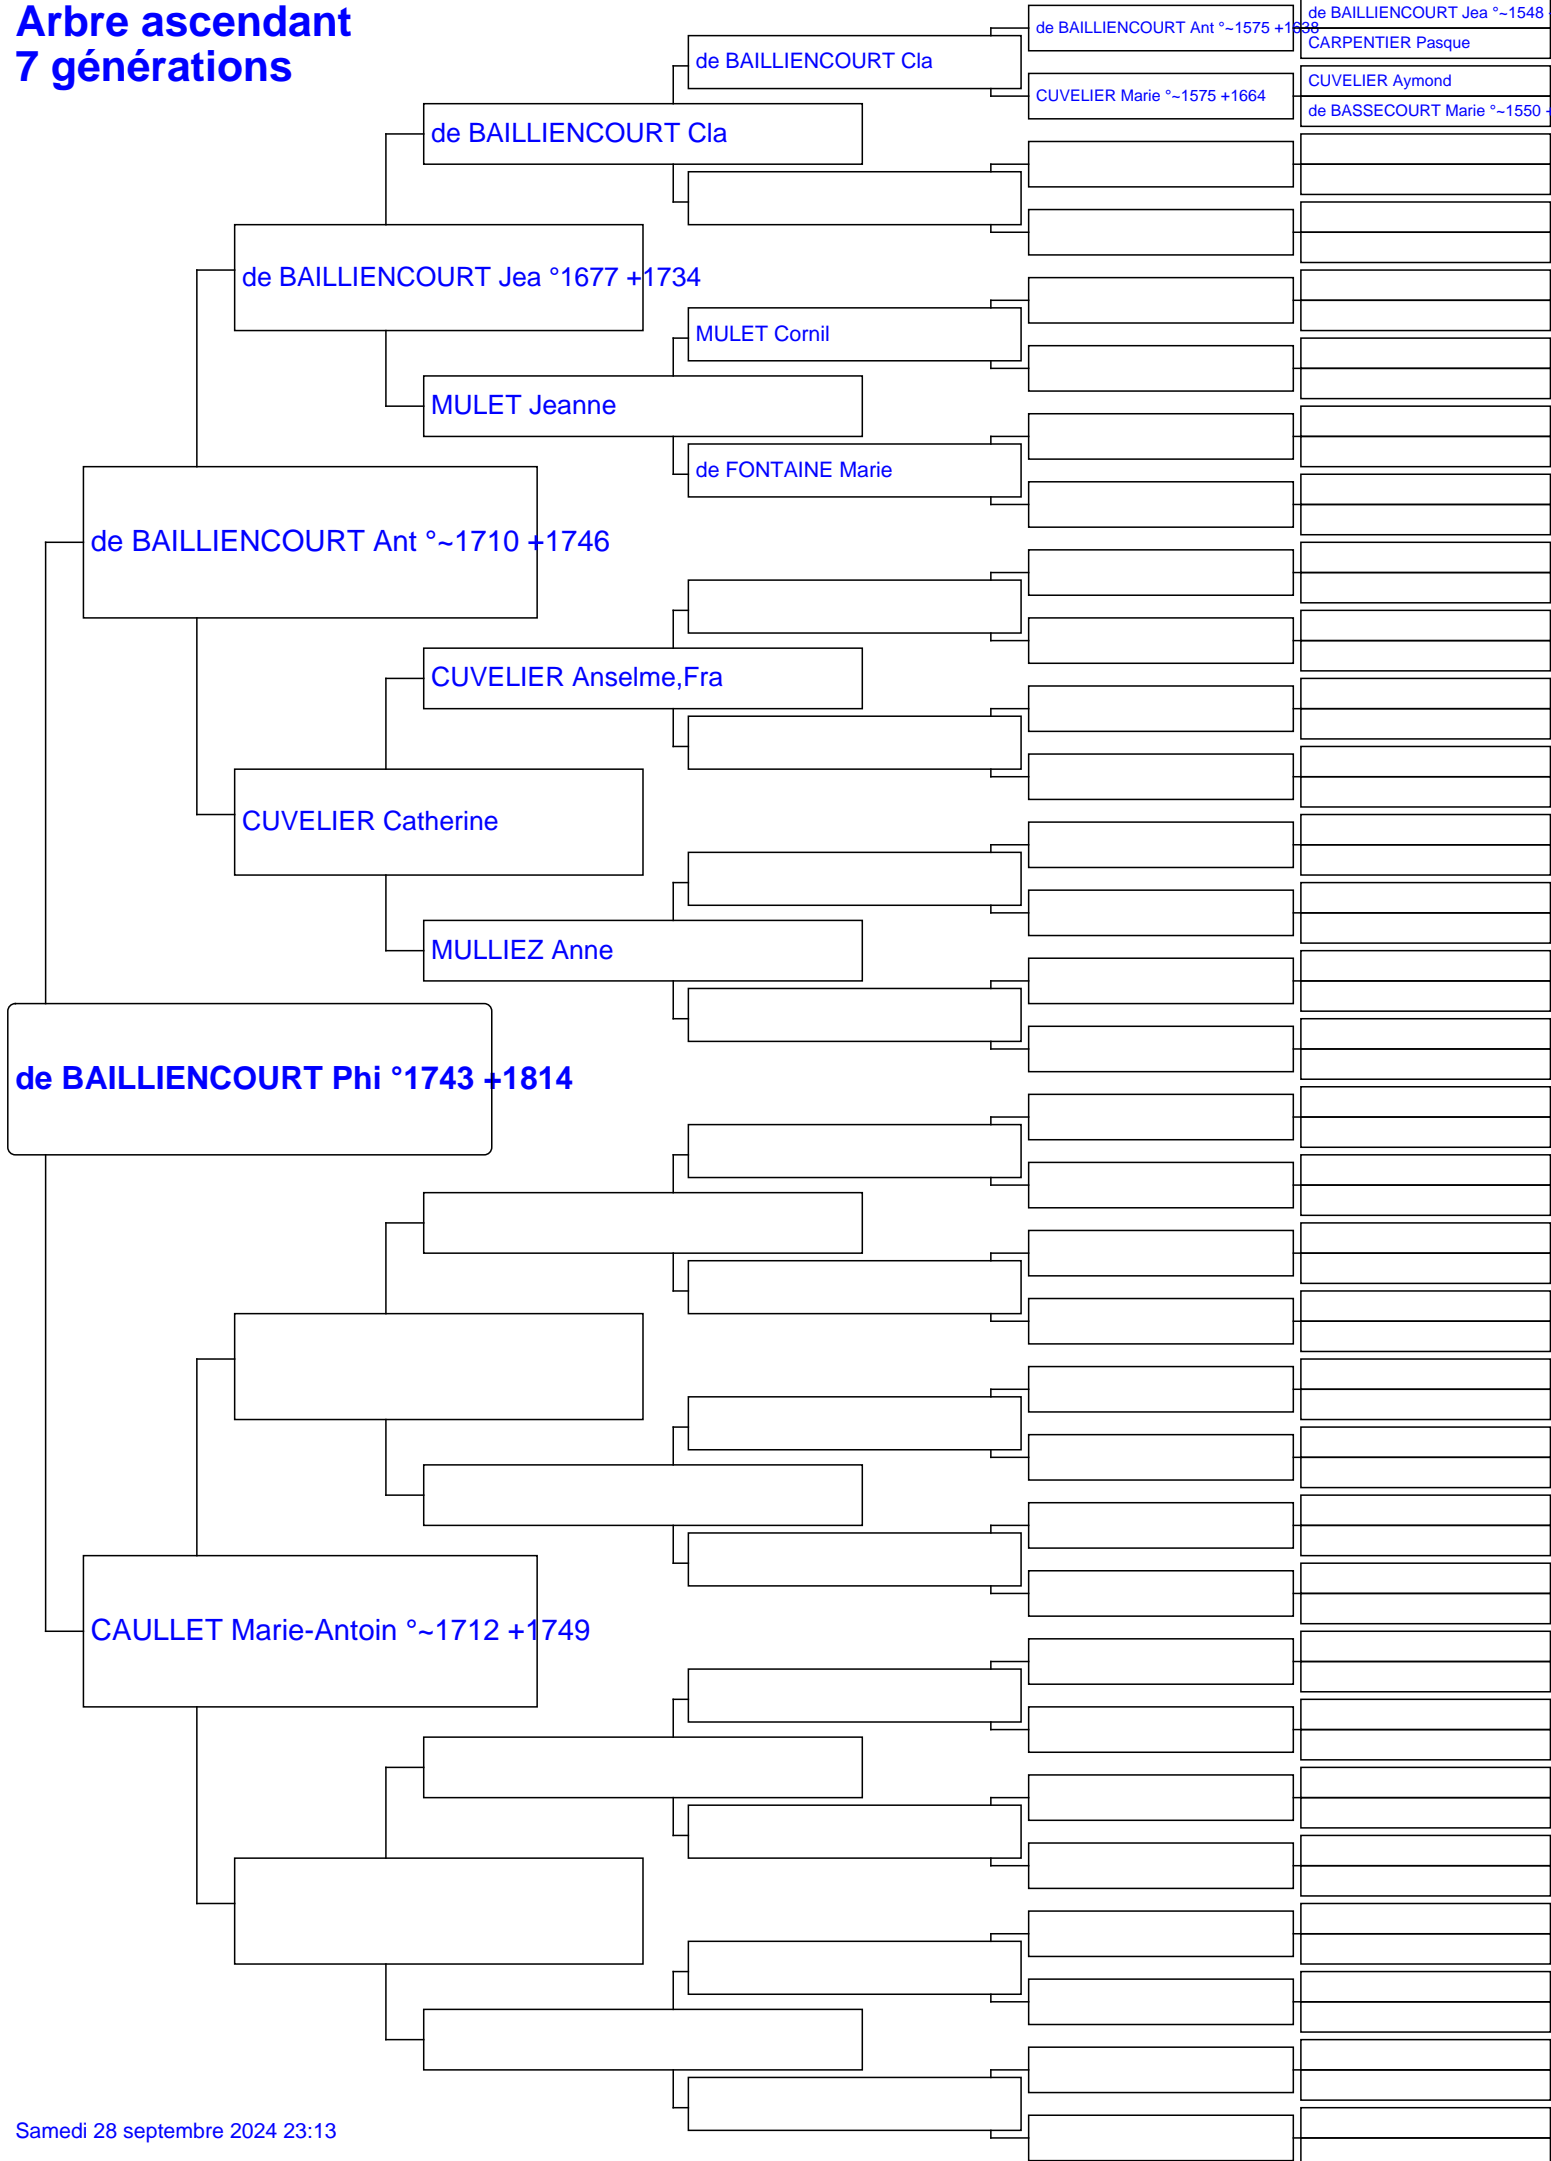 Arbre ascendant
7 générations
de BAILLIENCOURT Jea °~1548
de BAILLIENCOURT Ant °~1575 +1638
CARPENTIER Pasque
de BAILLIENCOURT Cla
CUVELIER Aymond
CUVELIER Marie °~1575 +1664
de BASSECOURT Marie °~1550 +
de BAILLIENCOURT Cla
de BAILLIENCOURT Jea °1677 +1734
MULET Cornil
MULET Jeanne
de FONTAINE Marie
de BAILLIENCOURT Ant °~1710 +1746
CUVELIER Anselme,Fra
CUVELIER Catherine
MULLIEZ Anne
de BAILLIENCOURT Phi °1743 +1814
CAULLET Marie-Antoin °~1712 +1749
Samedi 28 septembre 2024 23:13